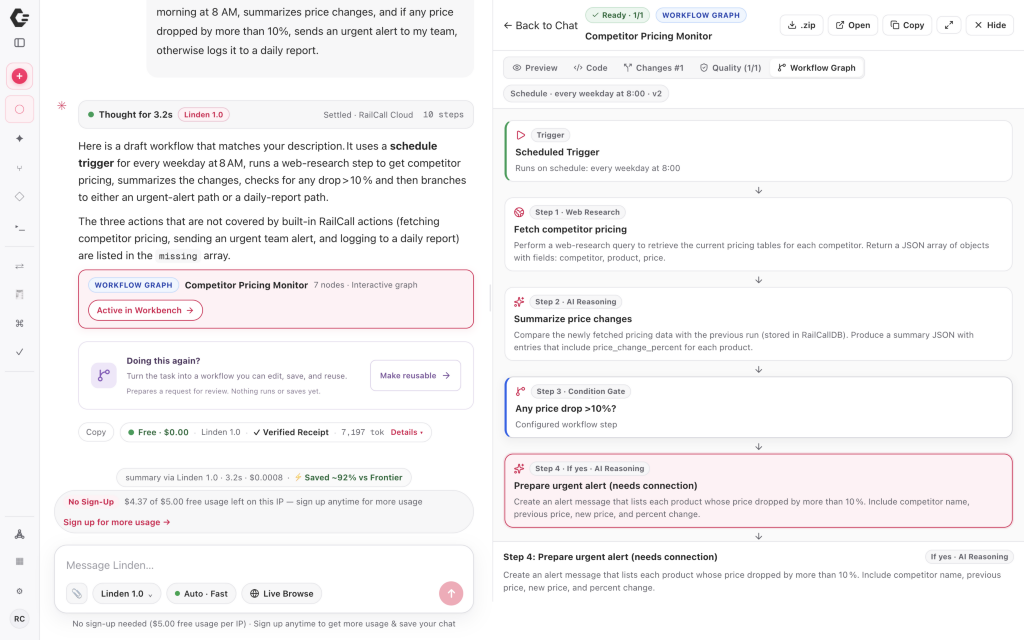 morning at 8 AM, summarizes price changes, and if any price
dropped by more than 10%, sends an urgent alert to my team,
otherwise logs it to a daily report.
Thought for 3.2s
Linden 1.0
Settled · RailCall Cloud
10 steps
Here is a draft workflow that matches your description. It uses a schedule
trigger for every weekday at 8 AM, runs a web-research step to get competitor
pricing, summarizes the changes, checks for any drop > 10 % and then branches
to either an urgent-alert path or a daily-report path.
The three actions that are not covered by built-in RailCall actions (fetching
competitor pricing, sending an urgent team alert, and logging to a daily report)
are listed in the missing array.
WORKFLOW GRAPH Competitor Pricing Monitor 7 nodes · Interactive graph
Active in Workbench →
Doing this again?
Turn the task into a workflow you can edit, save, and reuse.
Prepares a request for review. Nothing runs or saves yet.
Make reusable →
Copy
Free · $0.00 · Linden 1.0 · ✓ Verified Receipt · 7,197 tok Details ›
summary via Linden 1.0 · 3.2s · $0.0008 · ⚡ Saved ~92% vs Frontier
No Sign-Up $4.37 of $5.00 free usage left on this IP — sign up anytime for more usage
Sign up for more usage →
Message Linden...
Linden 1.0
Auto · Fast
Live Browse
No sign-up needed ($5.00 free usage per IP) · Sign up anytime to get more usage & save your chat
RC
← Back to Chat
✓ Ready · 1/1
WORKFLOW GRAPH
Competitor Pricing Monitor
.zip
Open
Copy
Hide
Preview
Code
Changes #1
Quality (1/1)
Workflow Graph
Schedule · every weekday at 8:00 · v2
Trigger
Scheduled Trigger
Runs on schedule: every weekday at 8:00
Step 1 · Web Research
Fetch competitor pricing
Perform a web-research query to retrieve the current pricing tables for each competitor. Return a JSON array of objects
with fields: competitor, product, price.
Step 2 · AI Reasoning
Summarize price changes
Compare the newly fetched pricing data with the previous run (stored in RailCallDB). Produce a summary JSON with
entries that include price_change_percent for each product.
Step 3 · Condition Gate
Any price drop >10%?
Configured workflow step
Step 4 · If yes · AI Reasoning
Prepare urgent alert (needs connection)
Create an alert message that lists each product whose price dropped by more than 10 %. Include competitor name,
previous price, new price, and percent change.
Step 4: Prepare urgent alert (needs connection)
If yes · AI Reasoning
Create an alert message that lists each product whose price dropped by more than 10 %. Include competitor name, previous
price, new price, and percent change.